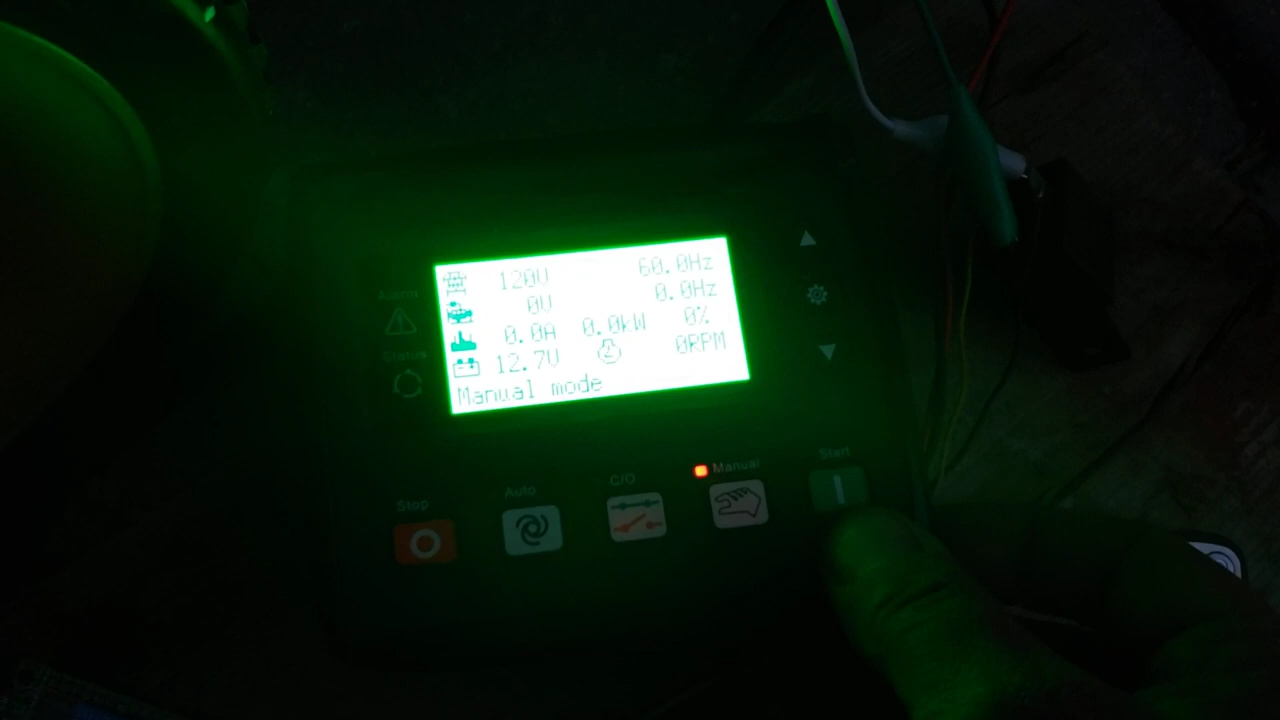 120V 60.0Hz
0V 0.0Hz
0.0A 0.0kW 0%
12.7V 0RPM
Manual mode
Alarm
Status
Stop
Auto
C/O
Manual
Start